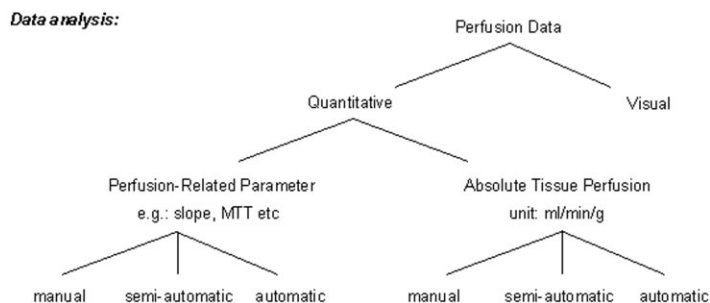 Data analysis:
Perfusion Data
Quantitative
Visual
Perfusion-Related Parameter
e.g.: slope, MTT etc
Absolute Tissue Perfusion
unit: ml/min/g
manual
semi-automatic
automatic
manual
semi-automatic
automatic